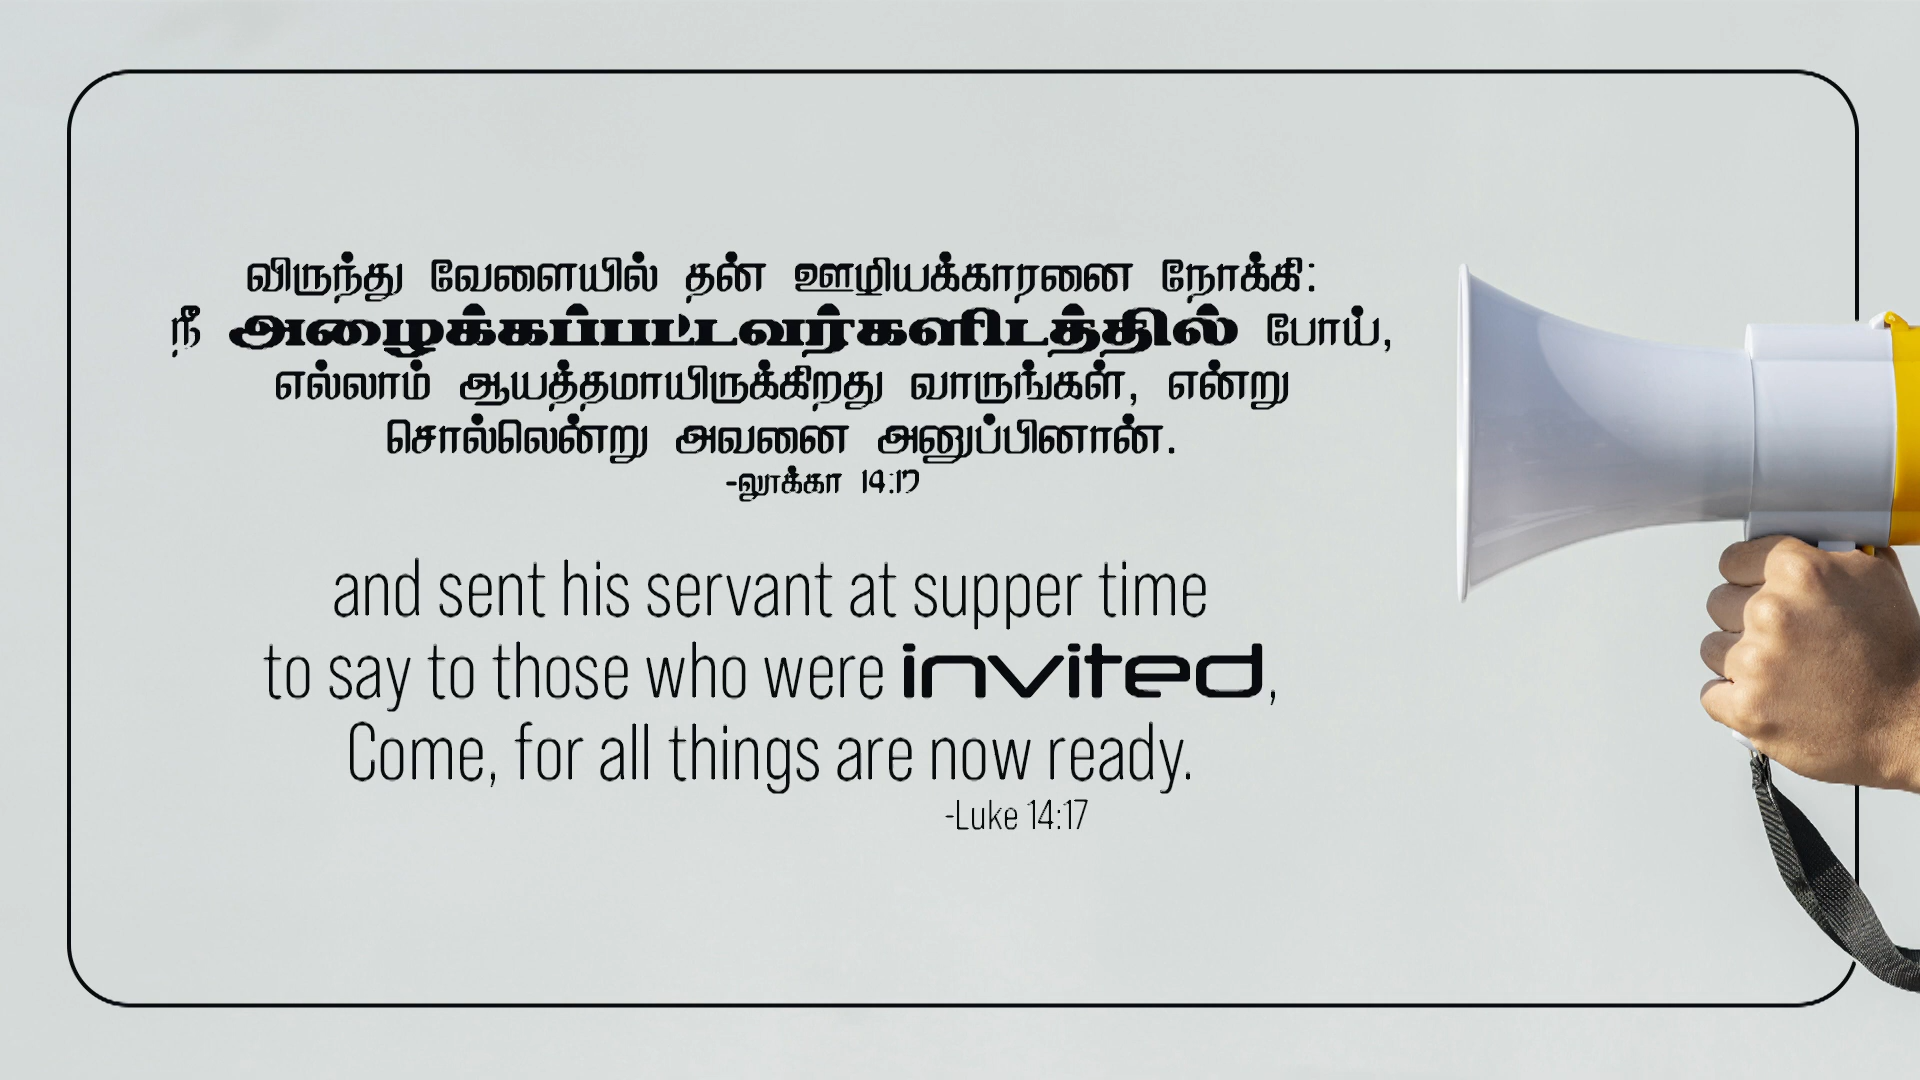 விருந்து வேளையில் தன் ஊழியக்காரனை நோக்கி:
நீ அழைக்கப்பட்டவர்களிடத்தில் போய்,
எல்லாம் ஆயத்தமாயிருக்கிறது வாருங்கள், என்று
சொல்லென்று அவனை அனுப்பினான்.
-லூக்கா 14:17
and sent his servant at supper time
to say to those who were invited,
Come, for all things are now ready.
-Luke 14:17